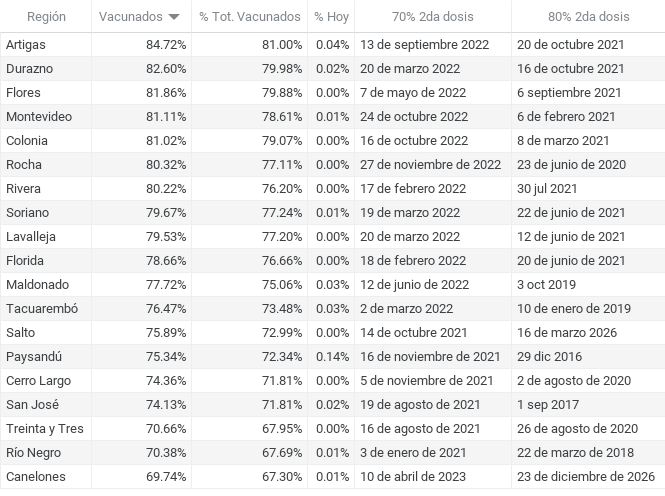 Región Vacunados % Tot. Vacunados % Hoy 70% 2da dosis 80% 2da dosis
Artigas 84.72% 81.00% 0.04% 13 de septiembre 2022 20 de octubre 2021
Durazno 82.60% 79.98% 0.02% 20 de marzo 2022 16 de octubre 2021
Flores 81.86% 79.88% 0.00% 7 de mayo de 2022 6 septiembre 2021
Montevideo 81.11% 78.61% 0.01% 24 de octubre 2022 6 de febrero 2021
Colonia 81.02% 79.07% 0.00% 16 de octubre 2022 8 de marzo 2021
Rocha 80.32% 77.11% 0.00% 27 de noviembre de 2022 23 de junio de 2020
Rivera 80.22% 76.20% 0.00% 17 de febrero 2022 30 jul 2021
Soriano 79.67% 77.24% 0.01% 19 de marzo 2022 22 de junio de 2021
Lavalleja 79.53% 77.20% 0.00% 20 de marzo 2022 12 de junio de 2021
Florida 78.66% 76.66% 0.00% 18 de febrero 2022 20 de junio de 2021
Maldonado 77.72% 75.06% 0.03% 12 de junio de 2022 3 oct 2019
Tacuarembó 76.47% 73.48% 0.03% 2 de marzo 2022 10 de enero de 2019
Salto 75.89% 72.99% 0.00% 14 de octubre 2021 16 de marzo 2026
Paysandú 75.34% 72.34% 0.14% 16 de noviembre de 2021 29 dic 2016
Cerro Largo 74.36% 71.81% 0.00% 5 de noviembre de 2021 2 de agosto de 2020
San José 74.13% 71.81% 0.02% 19 de agosto de 2021 1 sep 2017
Treinta y Tres 70.66% 67.95% 0.00% 16 de agosto de 2021 26 de agosto de 2020
Río Negro 70.38% 67.69% 0.01% 3 de enero de 2021 22 de marzo de 2018
Canelones 69.74% 67.30% 0.01% 10 de abril de 2023 23 de diciembre de 2026